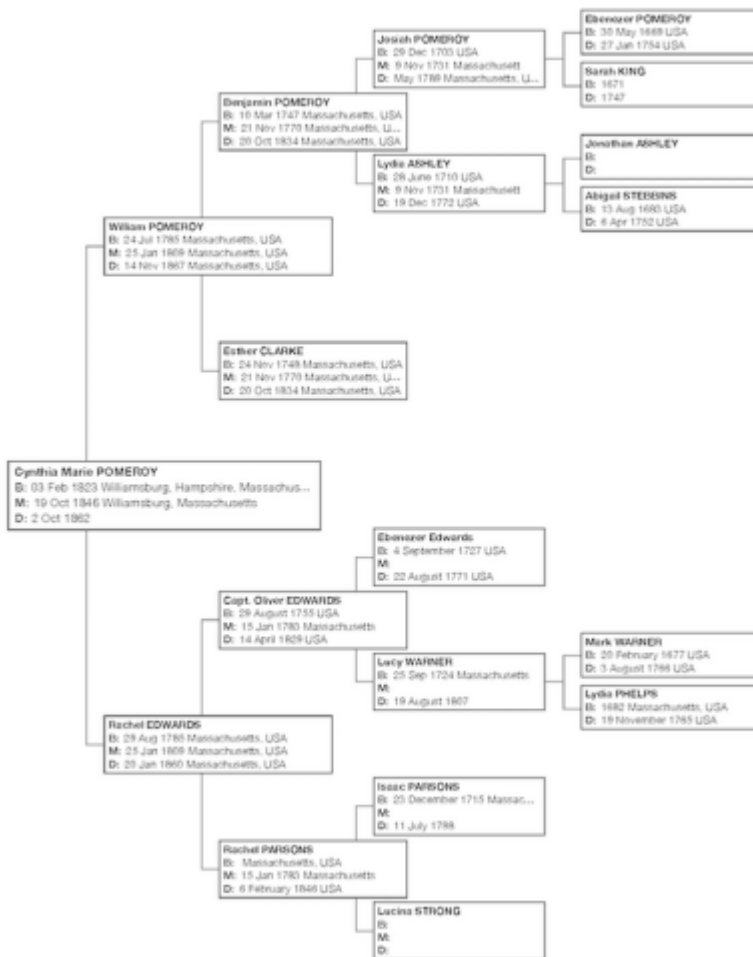 Ebenezer POMEROY
B: 30 May 1669 USA
D: 27 Jan 1754 USA
Josiah POMEROY
B: 29 Dec 1703 USA
M: 9 Nov 1731 Massachusett
D: May 1789 Massachusetts, U...
Sarah KING
B: 1671
D: 1747
Benjamin POMEROY
B: 10 Mar 1747 Massachusetts, USA
M: 21 Nov 1770 Massachusetts, U...
D: 20 Oct 1834 Massachusetts, USA
Jonathan ASHLEY
B:
D:
Lydia ASHLEY
B: 28 June 1710 USA
M: 9 Nov 1731 Massachusett
D: 19 Dec 1772 USA
Abigail STEBBINS
B: 13 Aug 1683 USA
D: 6 Apr 1752 USA
William POMEROY
B: 24 Jul 1785 Massachusetts, USA
M: 25 Jan 1809 Massachusetts, USA
D: 14 Nov 1867 Massachusetts, USA
Esther CLARKE
B: 24 Nov 1748 Massachusetts, USA
M: 21 Nov 1770 Massachusetts, U...
D: 20 Oct 1834 Massachusetts, USA
Cynthia Marie POMEROY
B: 03 Feb 1823 Williamsburg, Hampshire, Massachus...
M: 19 Oct 1846 Williamsburg, Massachusetts
D: 2 Oct 1862
Ebenezer Edwards
B: 4 September 1727 USA
M:
D: 22 August 1771 USA
Capt. Oliver EDWARDS
B: 29 August 1755 USA
M: 15 Jan 1783 Massachusetts
D: 14 April 1829 USA
Mark WARNER
B: 20 February 1677 USA
D: 3 August 1766 USA
Lucy WARNER
B: 25 Sep 1724 Massachusetts
M:
D: 19 August 1807
Lydia PHELPS
B: 1682 Massachusetts, USA
D: 19 November 1765 USA
Rachel EDWARDS
B: 29 Aug 1785 Massachusetts, USA
M: 25 Jan 1809 Massachusetts, USA
D: 20 Jan 1860 Massachusetts, USA
Isaac PARSONS
B: 23 December 1715 Massac...
M:
D: 11 July 1788
Rachel PARSONS
B: Massachusetts, USA
M: 15 Jan 1783 Massachusetts
D: 6 February 1846 USA
Lucina STRONG
B:
M:
D: